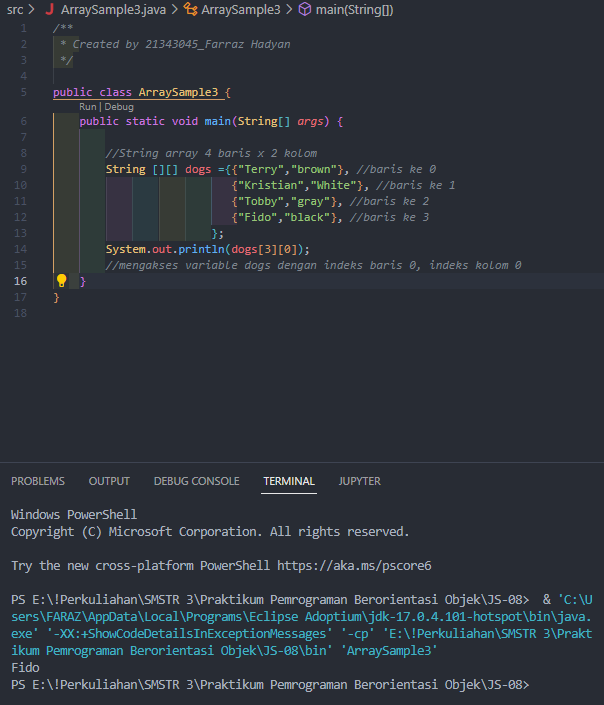 src > J ArraySample3.java > ArraySample3 > main(String[])
1 /**
2 * Created by 21343045_Farraz Hadyan
3 */
4
5 public class ArraySample3 {
Run | Debug
6 public static void main(String[] args) {
7
8 //String array 4 baris x 2 kolom
9 String [][] dogs ={{"Terry","brown"}, //baris ke 0
10 {"Kristian","White"}, //baris ke 1
11 {"Tobby","gray"}, //baris ke 2
12 {"Fido","black"}, //baris ke 3
13 };
14 System.out.println(dogs[3][0]);
15 //mengakses variable dogs dengan indeks baris 0, indeks kolom 0
16 }
17 }
18
PROBLEMS OUTPUT DEBUG CONSOLE TERMINAL JUPYTER
Windows PowerShell
Copyright (C) Microsoft Corporation. All rights reserved.
Try the new cross-platform PowerShell https://aka.ms/pscore6
PS E:\!Perkuliahan\SMSTR 3\Praktikum Pemrograman Berorientasi Objek\JS-08> & 'C:\U
sers\FARAZ\AppData\Local\Programs\Eclipse Adoptium\jdk-17.0.4.101-hotspot\bin\java.
exe' '-XX:+ShowCodeDetailsInExceptionMessages' '-cp' 'E:\!Perkuliahan\SMSTR 3\Prakt
ikum Pemrograman Berorientasi Objek\JS-08\bin' 'ArraySample3'
Fido
PS E:\!Perkuliahan\SMSTR 3\Praktikum Pemrograman Berorientasi Objek\JS-08>